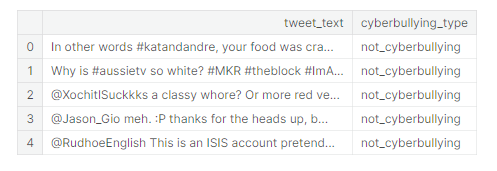 tweet_text cyberbullying_type
0 In other words #katandandre, your food was cra... not_cyberbullying
1 Why is #aussietv so white? #MKR #theblock #ImA... not_cyberbullying
2 @XochitlSuckkks a classy whore? Or more red ve... not_cyberbullying
3 @Jason_Gio meh. :P thanks for the heads up, b... not_cyberbullying
4 @RudhoeEnglish This is an ISIS account pretend... not_cyberbullying